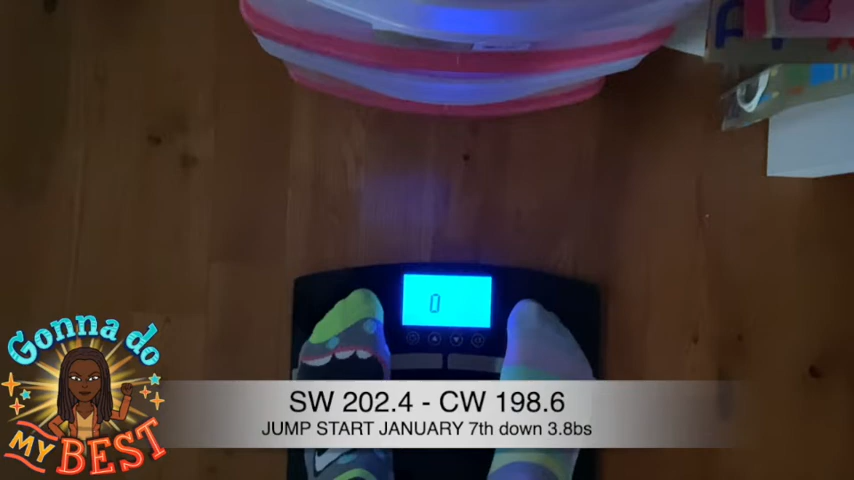 0
SW 202.4 - CW 198.6
JUMP START JANUARY 7th down 3.8bs
Gonna do
MY BEST